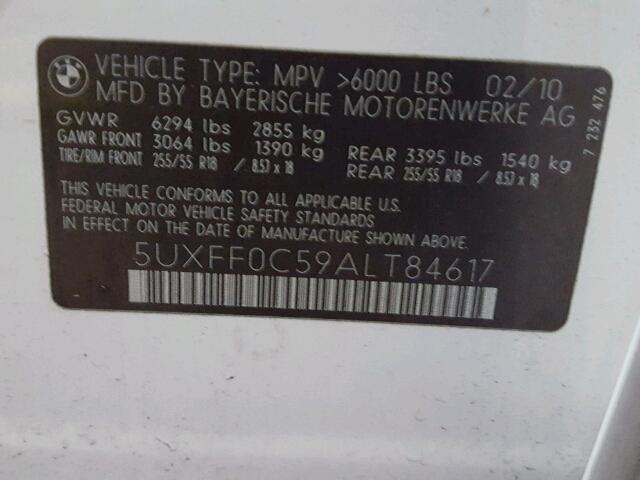 BMW
VEHICLE TYPE: MPV >6000 LBS 02/10
MFD BY BAYERISCHE MOTORENWERKE AG
GVWR 6294 lbs 2855 kg
GAWR FRONT 3064 lbs 1390 kg REAR 3395 lbs 1540 kg
TIRE/RIM FRONT 255/55 R18 / 8.5J x 18 REAR 255/55 R18 / 8.5J x 18
THIS VEHICLE CONFORMS TO ALL APPLICABLE U.S.
FEDERAL MOTOR VEHICLE SAFETY STANDARDS IN
EFFECT ON THE DATE OF MANUFACTURE SHOWN ABOVE.
5UXFF0C59ALT84617
7 232 476